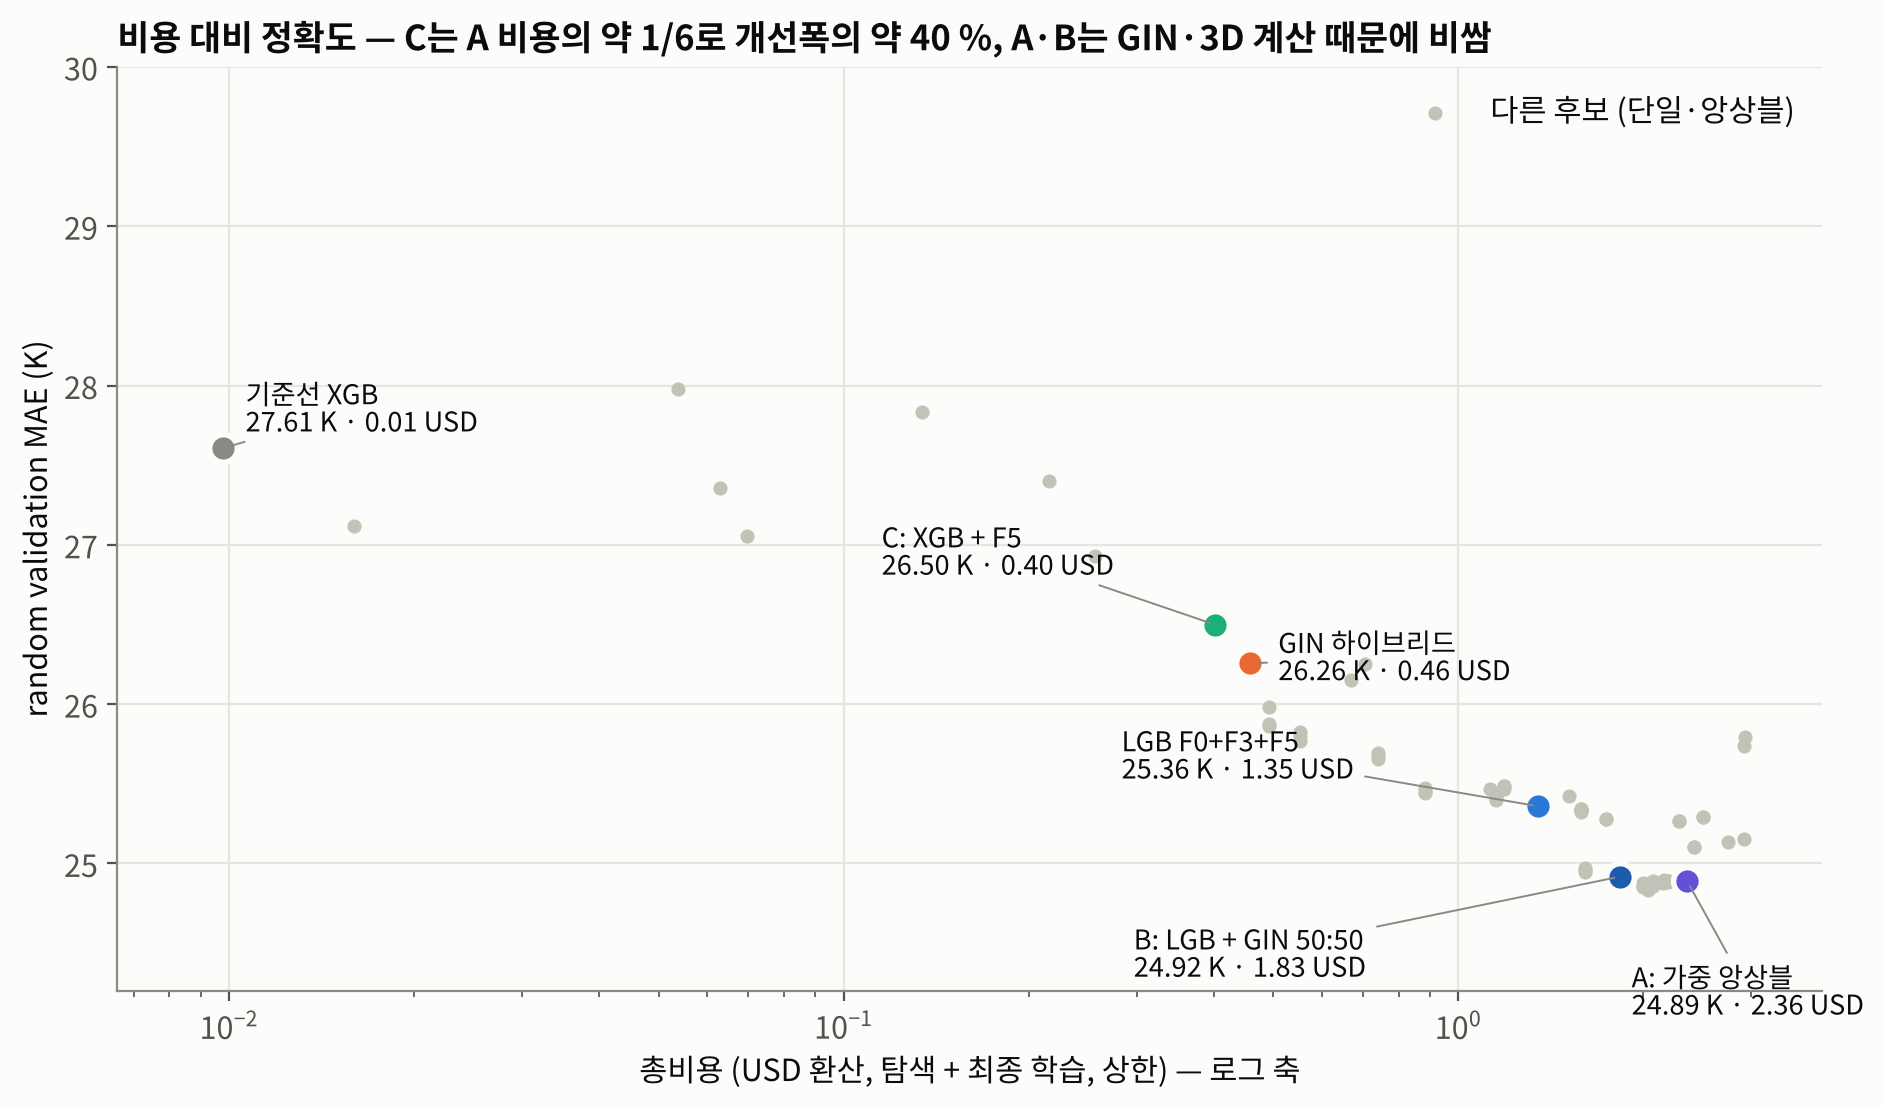 비용 대비 정확도 — C는 A 비용의 약 1/6로 개선폭의 약 40 %, A·B는 GIN·3D 계산 때문에 비쌈
30
29
28
27
26
25
random validation MAE (K)
다른 후보 (단일·앙상블)
기준선 XGB
27.61 K · 0.01 USD
C: XGB + F5
26.50 K · 0.40 USD
GIN 하이브리드
26.26 K · 0.46 USD
LGB F0+F3+F5
25.36 K · 1.35 USD
B: LGB + GIN 50:50
24.92 K · 1.83 USD
A: 가중 앙상블
24.89 K · 2.36 USD
10⁻²
10⁻¹
10⁰
총비용 (USD 환산, 탐색 + 최종 학습, 상한) — 로그 축